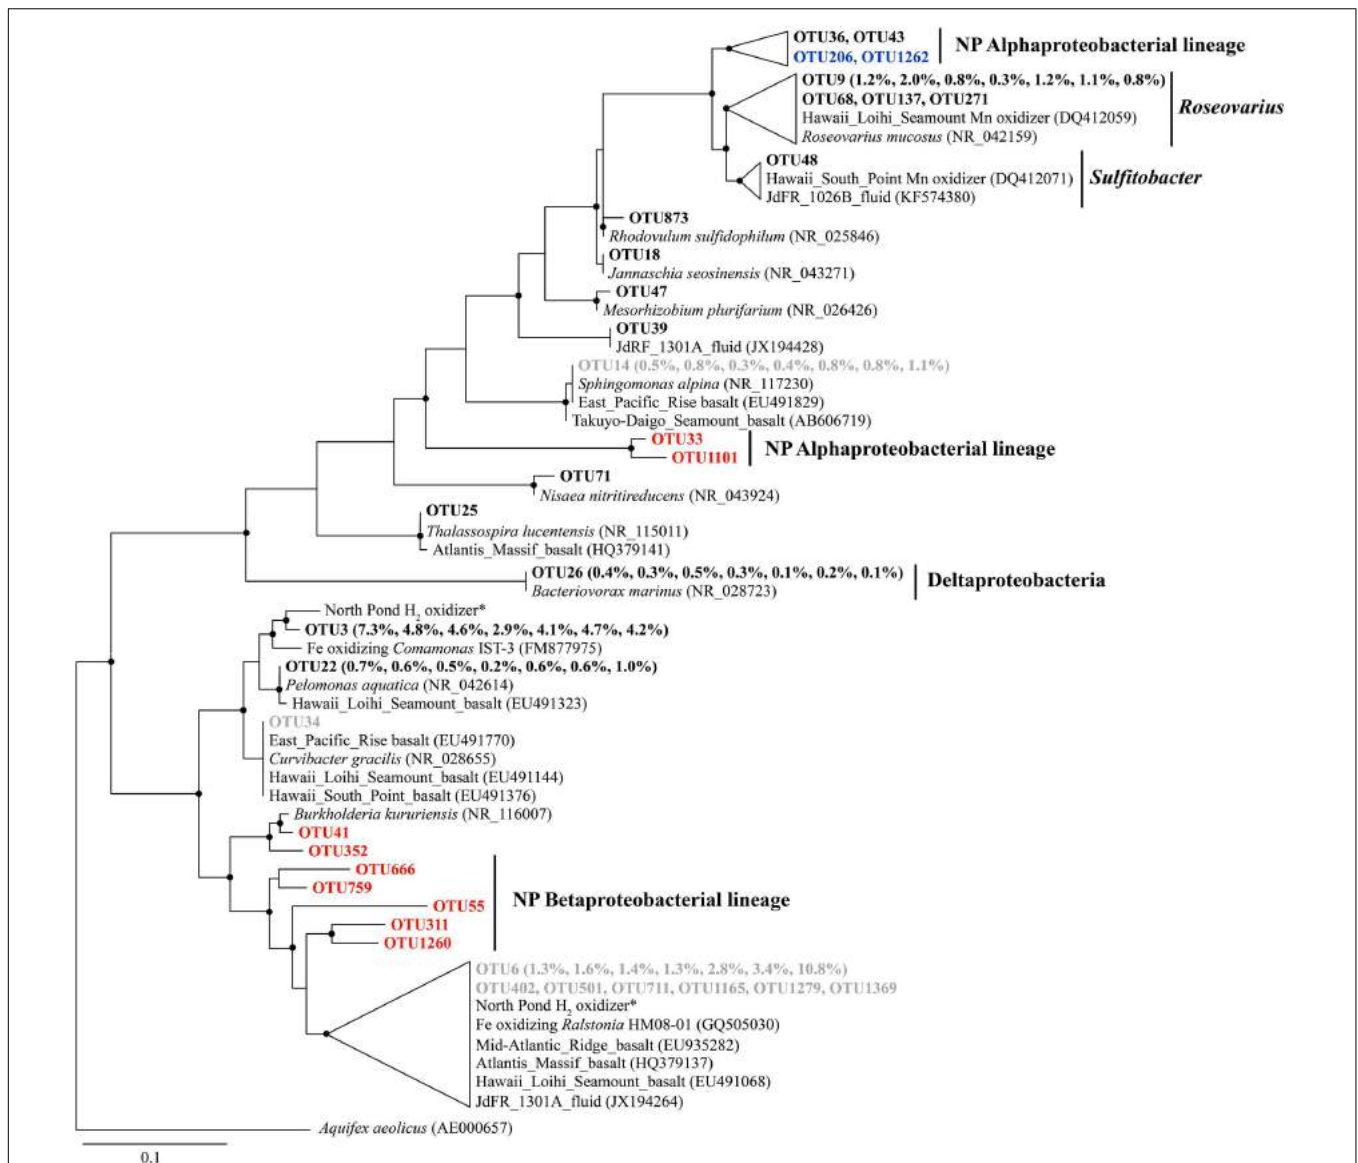 OTU36, OTU43
OTU206, OTU1262
NP Alphaproteobacterial lineage
OTU9 (1.2%, 2.0%, 0.8%, 0.3%, 1.2%, 1.1%, 0.8%)
OTU68, OTU137, OTU271
Hawaii_Loihi_Seamount Mn oxidizer (DQ412059)
Roseovarius mucosus (NR_042159)
Roseovarius
OTU48
Hawaii_South_Point Mn oxidizer (DQ412071)
JdFR_1026B_fluid (KF574380)
Sulfitobacter
OTU873
Rhodovulum sulfidophilum (NR_025846)
OTU18
Jannaschia seosinensis (NR_043271)
OTU47
Mesorhizobium plurifarium (NR_026426)
OTU39
JdRF_1301A_fluid (JX194428)
OTU14 (0.5%, 0.8%, 0.3%, 0.4%, 0.8%, 0.8%, 1.1%)
Sphingomonas alpina (NR_117230)
East_Pacific_Rise basalt (EU491829)
Takuyo-Daigo_Seamount_basalt (AB606719)
OTU33
OTU1101
NP Alphaproteobacterial lineage
OTU71
Nisaea nitritireducens (NR_043924)
OTU25
Thalassospira lucentensis (NR_115011)
Atlantis_Massif_basalt (HQ379141)
OTU26 (0.4%, 0.3%, 0.5%, 0.3%, 0.1%, 0.2%, 0.1%)
Bacteriovorax marinus (NR_028723)
Deltaproteobacteria
North Pond H2 oxidizer*
OTU3 (7.3%, 4.8%, 4.6%, 2.9%, 4.1%, 4.7%, 4.2%)
Fe oxidizing Comamonas IST-3 (FM877975)
OTU22 (0.7%, 0.6%, 0.5%, 0.2%, 0.6%, 0.6%, 1.0%)
Pelomonas aquatica (NR_042614)
Hawaii_Loihi_Seamount_basalt (EU491323)
OTU34
East_Pacific_Rise basalt (EU491770)
Curvibacter gracilis (NR_028655)
Hawaii_Loihi_Seamount_basalt (EU491144)
Hawaii_South_Point_basalt (EU491376)
Burkholderia kururiensis (NR_116007)
OTU41
OTU352
OTU666
OTU759
OTU55
OTU311
OTU1260
NP Betaproteobacterial lineage
OTU6 (1.3%, 1.6%, 1.4%, 1.3%, 2.8%, 3.4%, 10.8%)
OTU402, OTU501, OTU711, OTU1165, OTU1279, OTU1369
North Pond H2 oxidizer*
Fe oxidizing Ralstonia HM08-01 (GQ505030)
Mid-Atlantic_Ridge_basalt (EU935282)
Atlantis_Massif_basalt (HQ379137)
Hawaii_Loihi_Seamount_basalt (EU491068)
JdFR_1301A_fluid (JX194264)
Aquifex aeolicus (AE000657)
0.1